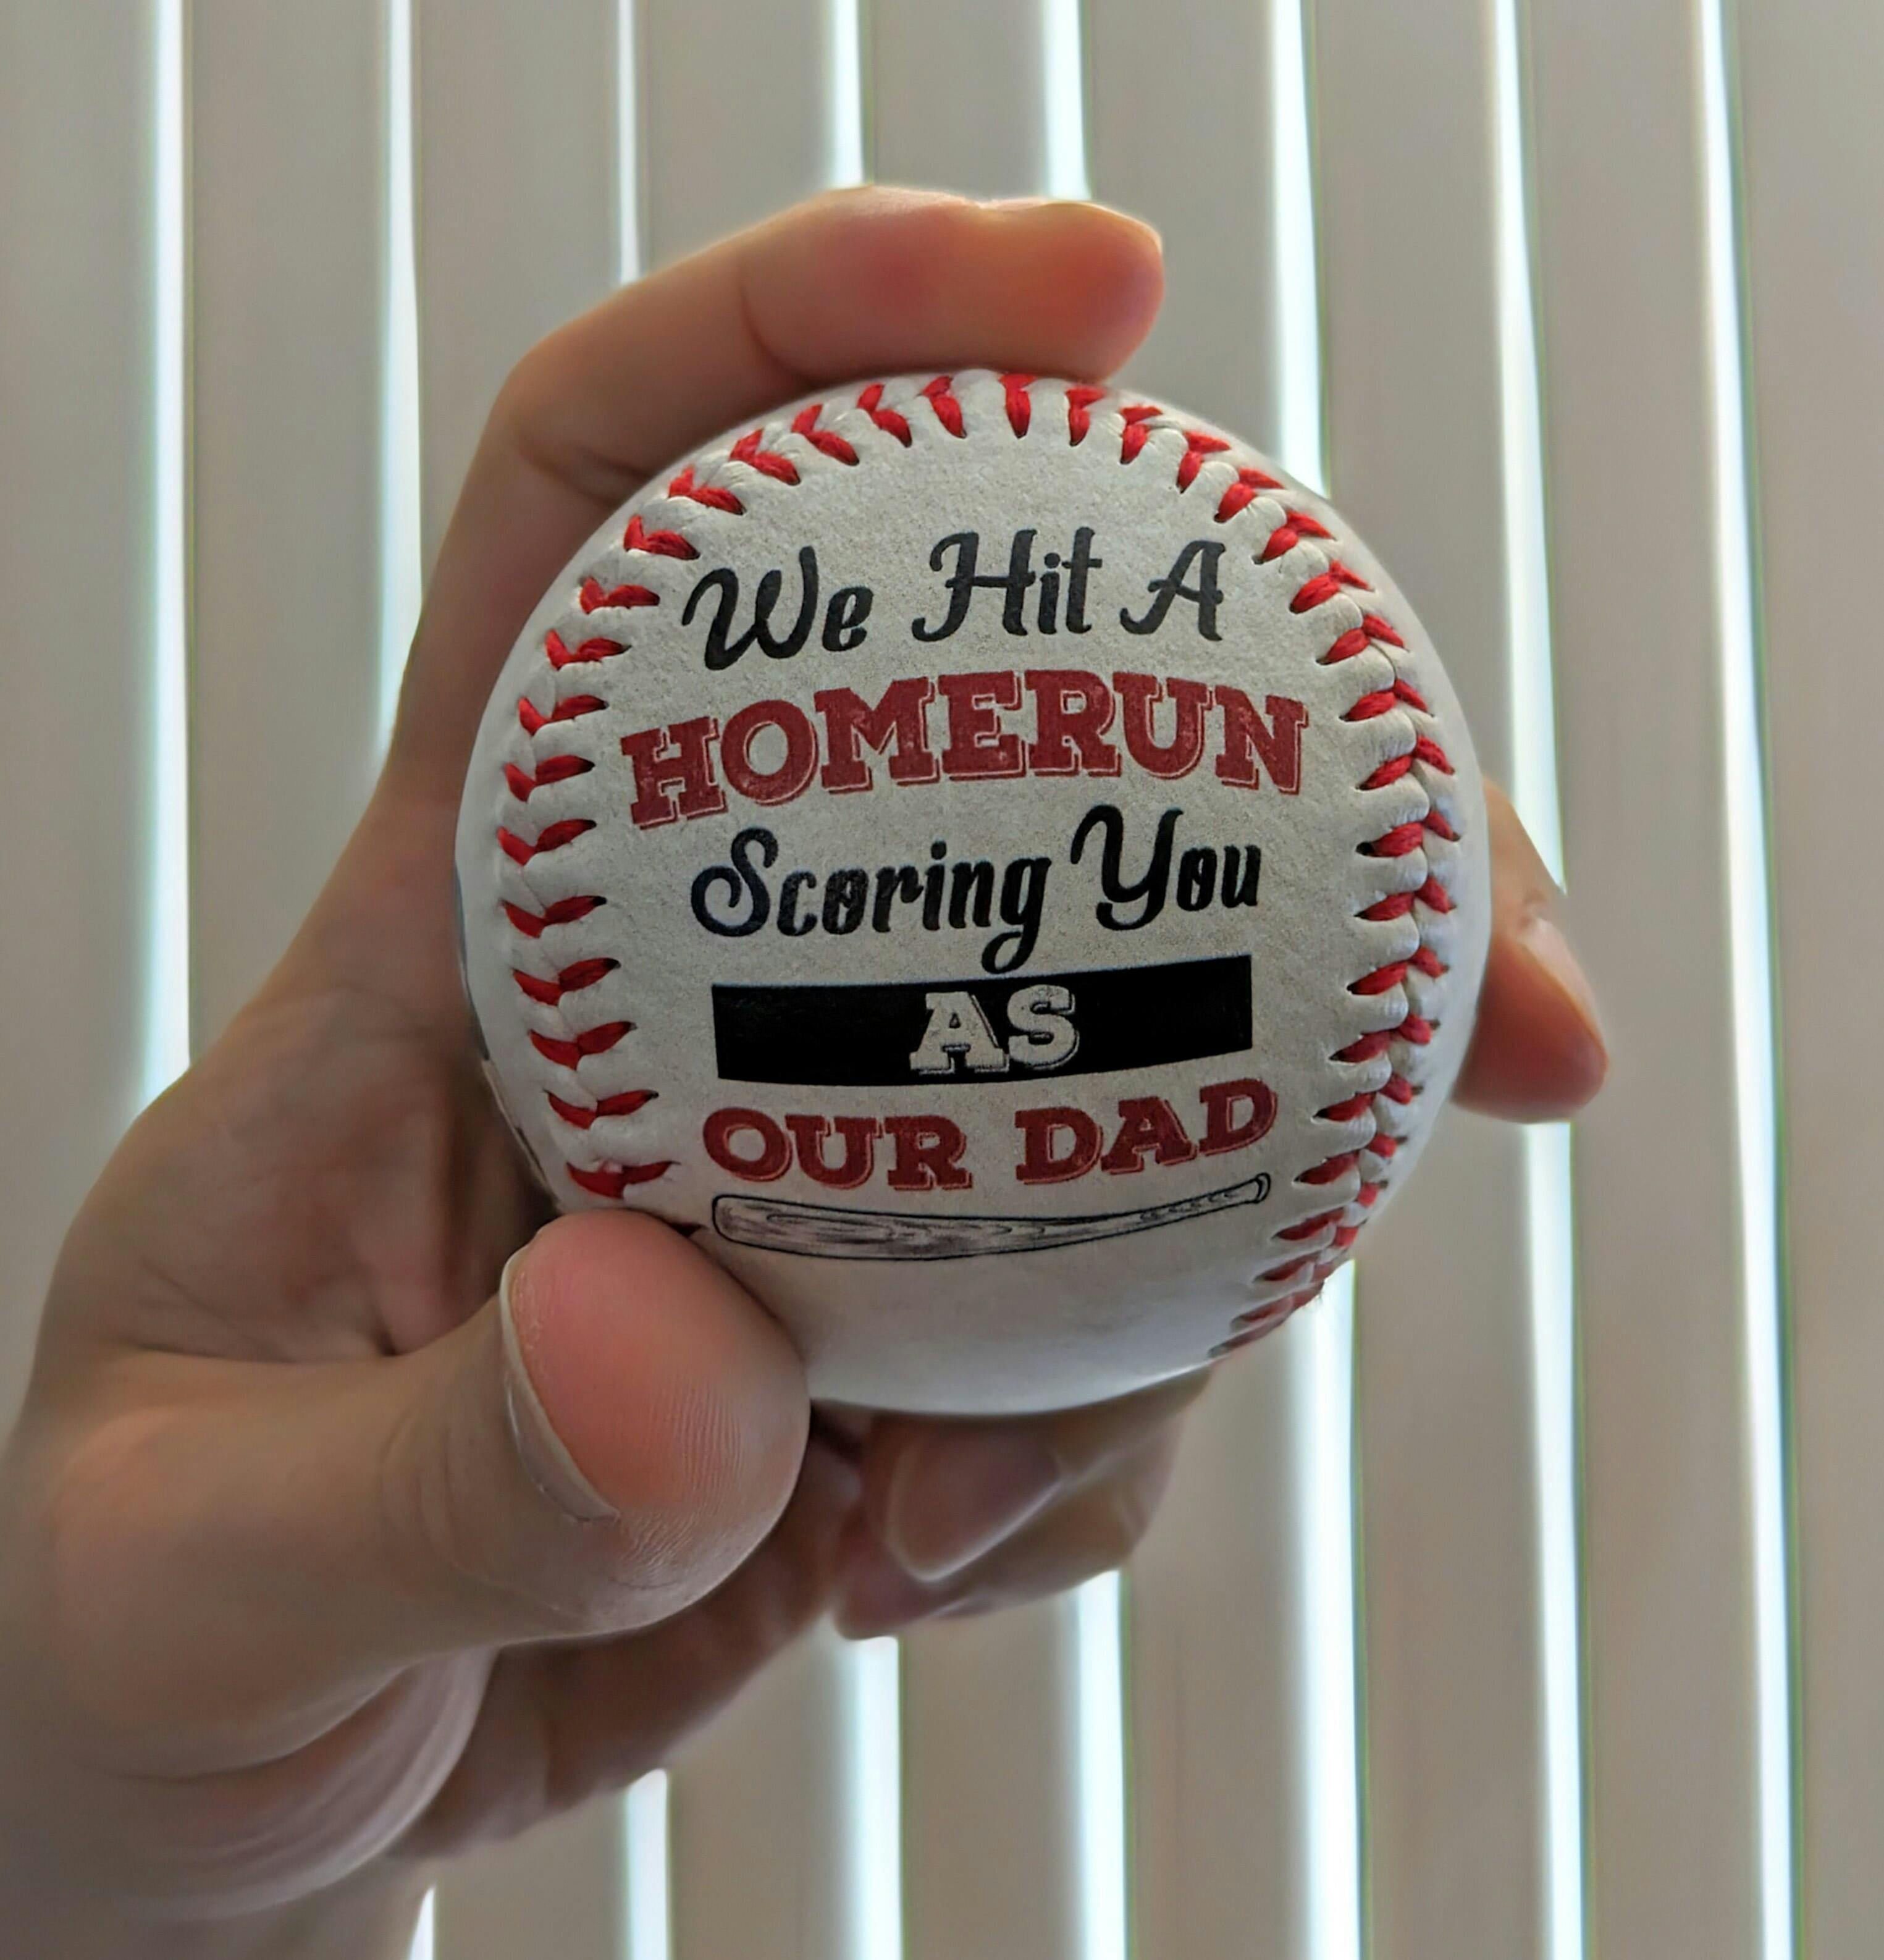 We Hit A
HOMERUN
Scoring You
AS
OUR DAD